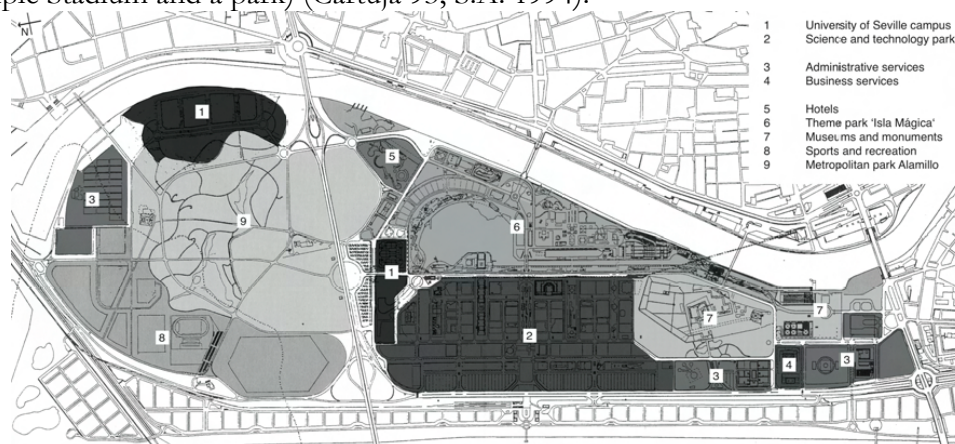 pic Stadium and a park) (Cartuja 93, S.A. 1994).
N
1 University of Seville campus
2 Science and technology park
3 Administrative services
4 Business services
5 Hotels
6 Theme park 'Isla Mágica'
7 Museums and monuments
8 Sports and recreation
9 Metropolitan park Alamillo
1
5
3
9
6
1
7
7
8
2
3
4
3